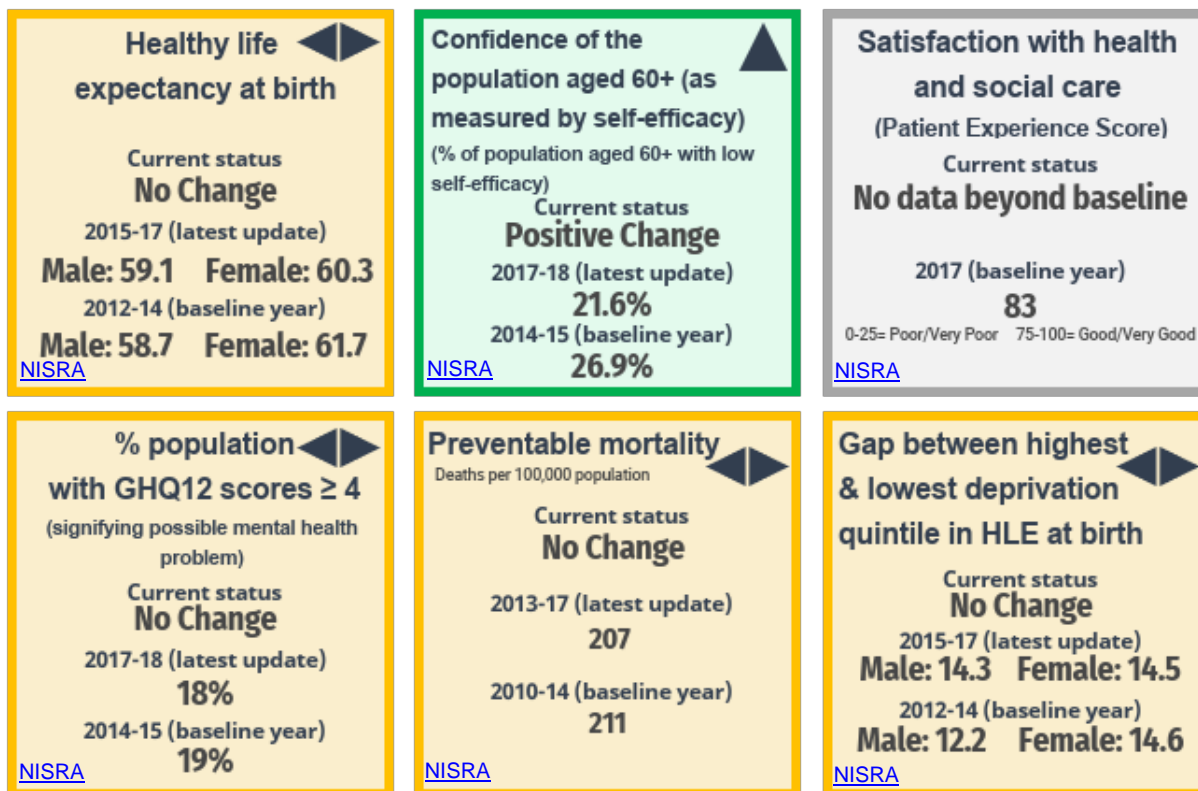 Healthy life
expectancy at birth
Current status
No Change
2015-17 (latest update)
Male: 59.1 Female: 60.3
2012-14 (baseline year)
Male: 58.7 Female: 61.7
NISRA
Confidence of the
population aged 60+ (as
measured by self-efficacy)
(% of population aged 60+ with low
self-efficacy)
Current status
Positive Change
2017-18 (latest update)
21.6%
2014-15 (baseline year)
26.9%
NISRA
Satisfaction with health
and social care
(Patient Experience Score)
Current status
No data beyond baseline
2017 (baseline year)
83
0-25= Poor/Very Poor 75-100= Good/Very Good
NISRA
% population
with GHQ12 scores ≥ 4
(signifying possible mental health
problem)
Current status
No Change
2017-18 (latest update)
18%
2014-15 (baseline year)
19%
NISRA
Preventable mortality
Deaths per 100,000 population
Current status
No Change
2013-17 (latest update)
207
2010-14 (baseline year)
211
NISRA
Gap between highest
& lowest deprivation
quintile in HLE at birth
Current status
No Change
2015-17 (latest update)
Male: 14.3 Female: 14.5
2012-14 (baseline year)
Male: 12.2 Female: 14.6
NISRA